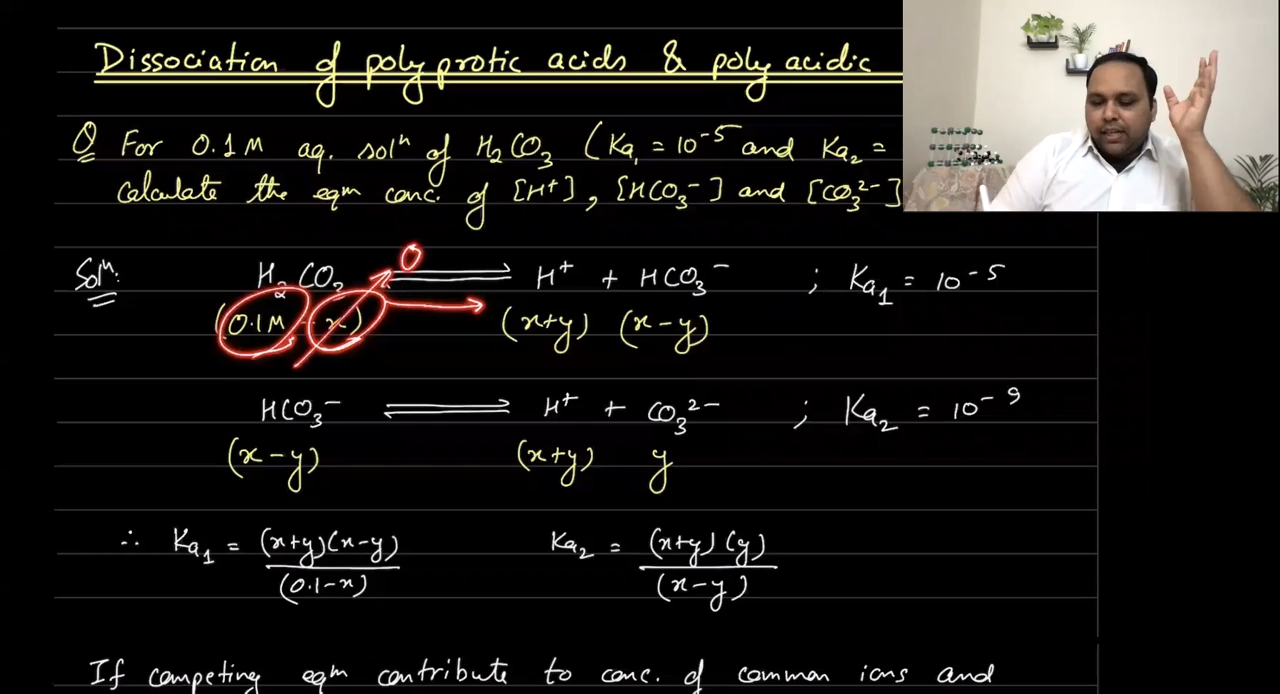 Dissociation of polyprotic acids & polyacidic
Q For 0.1M aq. solⁿ of H₂CO₃ (Ka₁ = 10⁻⁵ and Ka₂ =
calculate the eqm conc. of [H⁺], [HCO₃⁻] and [CO₃²⁻]
Solⁿ: H₂CO₃ ⇌ H⁺ + HCO₃⁻ ; Ka₁ = 10⁻⁵
0
(0.1M - x) (x+y) (x-y)
HCO₃⁻ ⇌ H⁺ + CO₃²⁻ ; Ka₂ = 10⁻⁹
(x-y) (x+y) y
∴ Ka₁ = (x+y)(x-y) / (0.1-x) Ka₂ = (x+y)(y) / (x-y)
If competing eqm contribute to conc. of common ions and